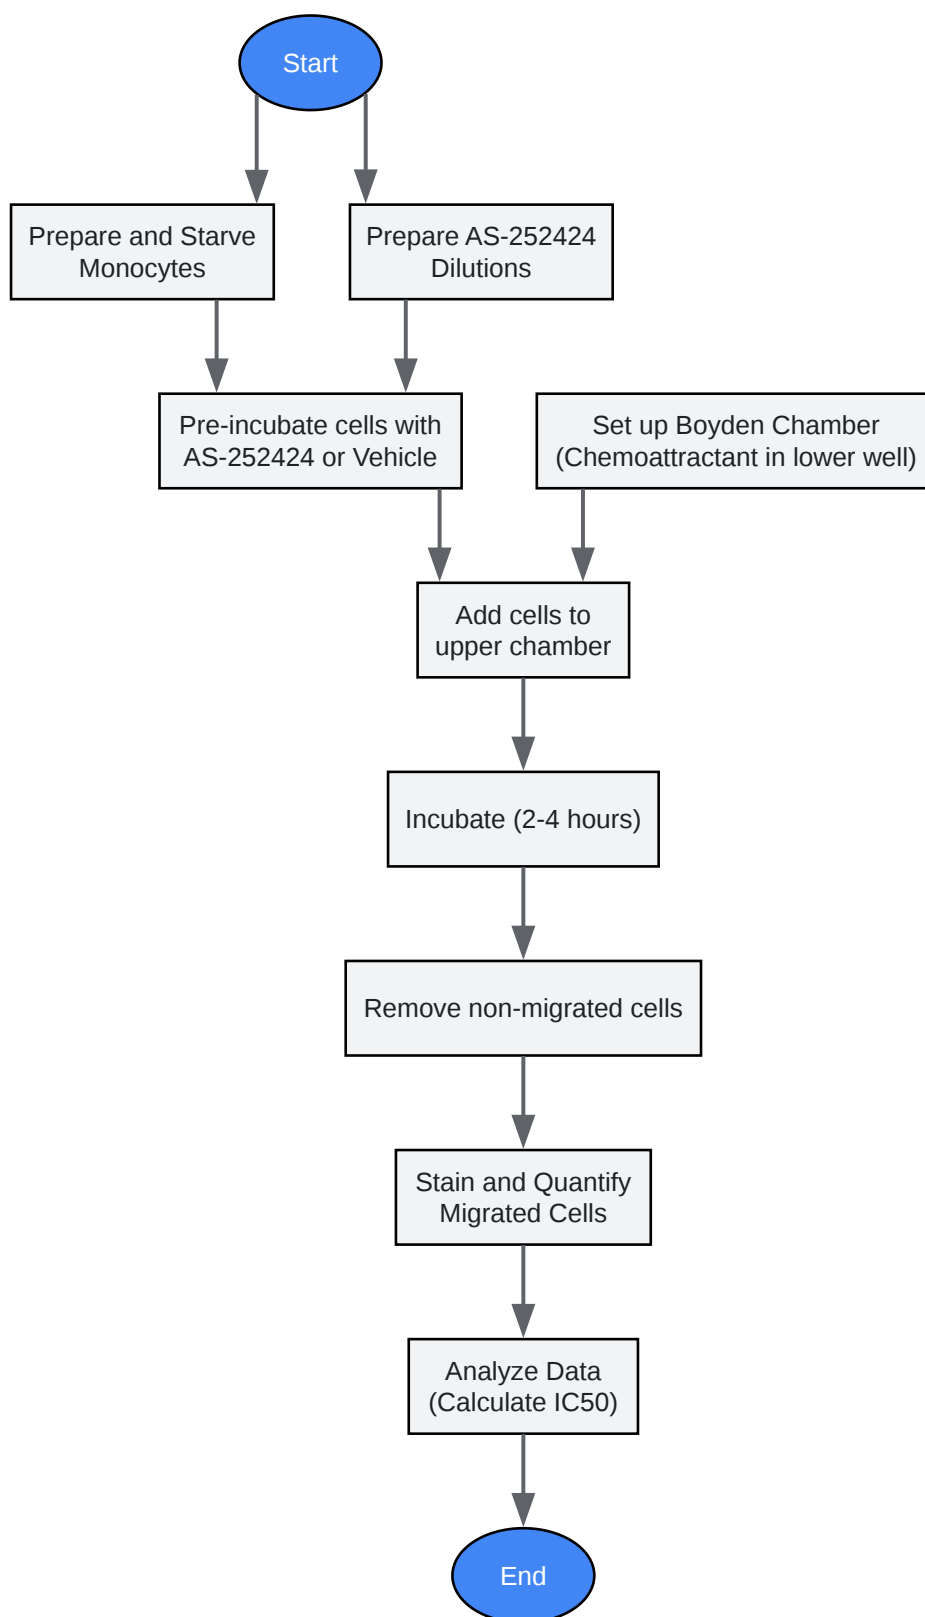 Start
Prepare and Starve
Monocytes
Prepare AS-252424
Dilutions
Pre-incubate cells with
AS-252424 or Vehicle
Set up Boyden Chamber
(Chemoattractant in lower well)
Add cells to
upper chamber
Incubate (2-4 hours)
Remove non-migrated cells
Stain and Quantify
Migrated Cells
Analyze Data
(Calculate IC50)
End